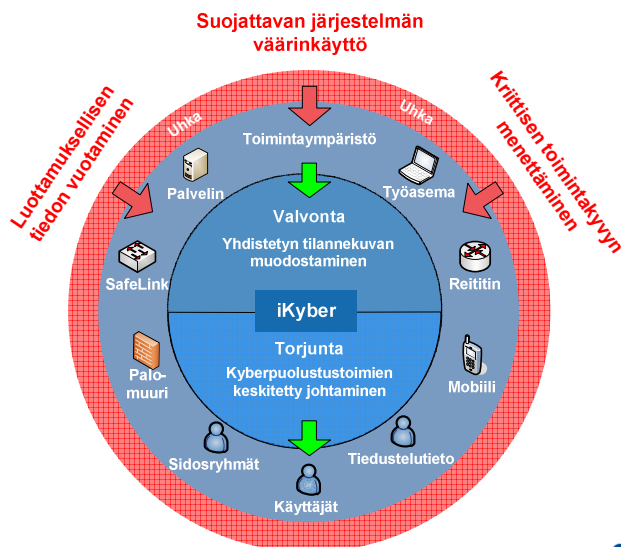 Suojattavan järjestelmän
väärinkäyttö
Luottamuksellisen
tiedon vuotaminen
Kriittisen toimintakyvyn
menettäminen
Uhka
Uhka
Toimintaympäristö
Palvelin
Työasema
Valvonta
Yhdistetyn tilannekuvan
muodostaminen
SafeLink
Reititin
iKyber
Torjunta
Kyberpuolustustoimien
keskitetty johtaminen
Palo-
muuri
Mobiili
Sidosryhmät
Tiedustelutieto
Käyttäjät